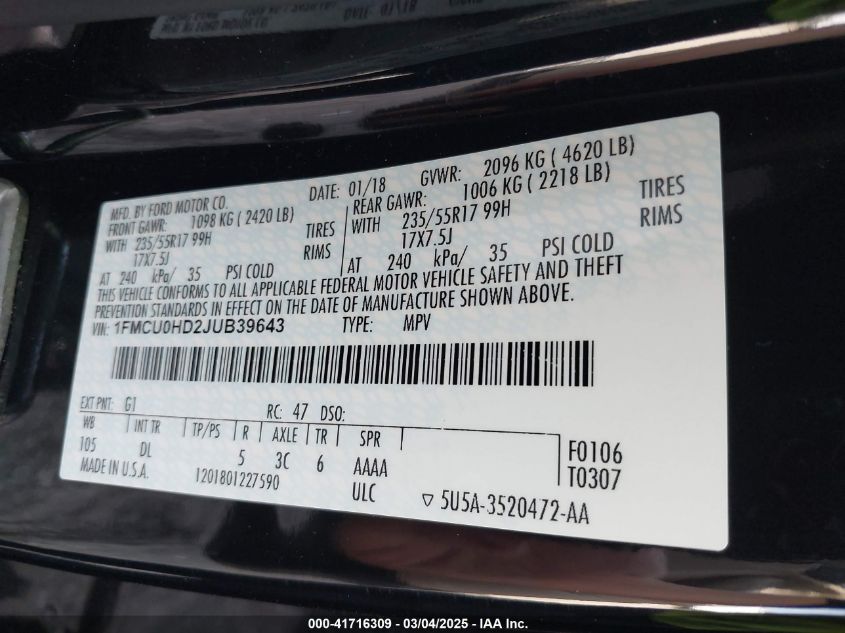 MFD. BY FORD MOTOR CO.
DATE: 01/18 GVWR: 2096 KG ( 4620 LB)
FRONT GAWR: 1098 KG ( 2420 LB)
WITH 235/55R17 99H TIRES
17X7.5J RIMS
AT 240 kPa/ 35 PSI COLD
REAR GAWR: 1006 KG ( 2218 LB)
WITH 235/55R17 99H TIRES
17X7.5J RIMS
AT 240 kPa/ 35 PSI COLD
THIS VEHICLE CONFORMS TO ALL APPLICABLE FEDERAL MOTOR VEHICLE SAFETY AND THEFT
PREVENTION STANDARDS IN EFFECT ON THE DATE OF MANUFACTURE SHOWN ABOVE.
VIN: 1FMCU0HD2JUB39643 TYPE: MPV
EXT PNT: G1 RC: 47 DSO:
WB INT TR TP/PS R AXLE TR SPR
105 DL 5 3C 6 AAAA
F0106
T0307
MADE IN U.S.A. 1201801227590 ULC ▽ 5U5A-3520472-AA
000-41716309 - 03/04/2025 - IAA Inc.